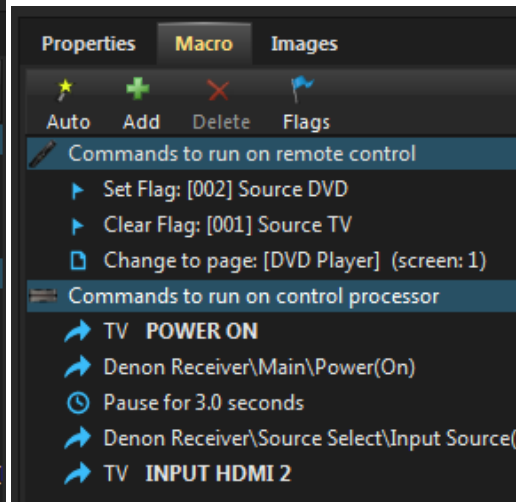 Properties Macro Images
Auto Add Delete Flags
Commands to run on remote control
Set Flag: [002] Source DVD
Clear Flag: [001] Source TV
Change to page: [DVD Player] (screen: 1)
Commands to run on control processor
TV POWER ON
Denon Receiver\Main\Power(On)
Pause for 3.0 seconds
Denon Receiver\Source Select\Input Source(
TV INPUT HDMI 2